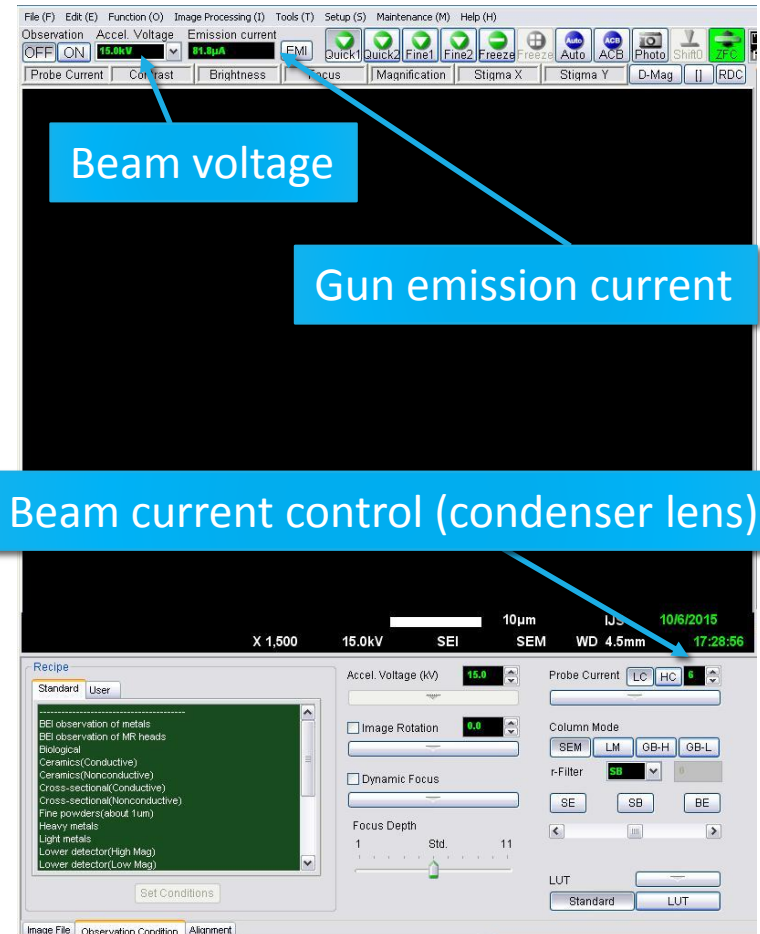 File (F) Edit (E) Function (O) Image Processing (I) Tools (T) Setup (S) Maintenance (M) Help (H)
Observation Accel. Voltage Emission current
OFF ON 15.0kV 81.8µA EMI Quick1 Quick2 Fine1 Fine2 Freeze Freeze Auto ACB Photo Shift0 ZFC
Probe Current Contrast Brightness Focus Magnification Stigma X Stigma Y D-Mag [] RDC
Beam voltage
Gun emission current
Beam current control (condenser lens)
10µm 10/6/2015
X 1,500 15.0kV SEI SEM WD 4.5mm 17:28:56
Recipe
Standard User
BEI observation of metals
BEI observation of MR heads
Biological
Ceramics(Conductive)
Ceramics(Nonconductive)
Cross-sectional(Conductive)
Cross-sectional(Nonconductive)
Fine powders(about 1um)
Heavy metals
Light metals
Lower detector(High Mag)
Lower detector(Low Mag)
Set Conditions
Accel. Voltage (kV) 15.0
Image Rotation 0.0
Dynamic Focus
Focus Depth
1 Std. 11
Probe Current LC HC 6
Column Mode
SEM LM GB-H GB-L
r-Filter SB
SE SB BE
LUT
Standard LUT
Image File Observation Condition Alignment